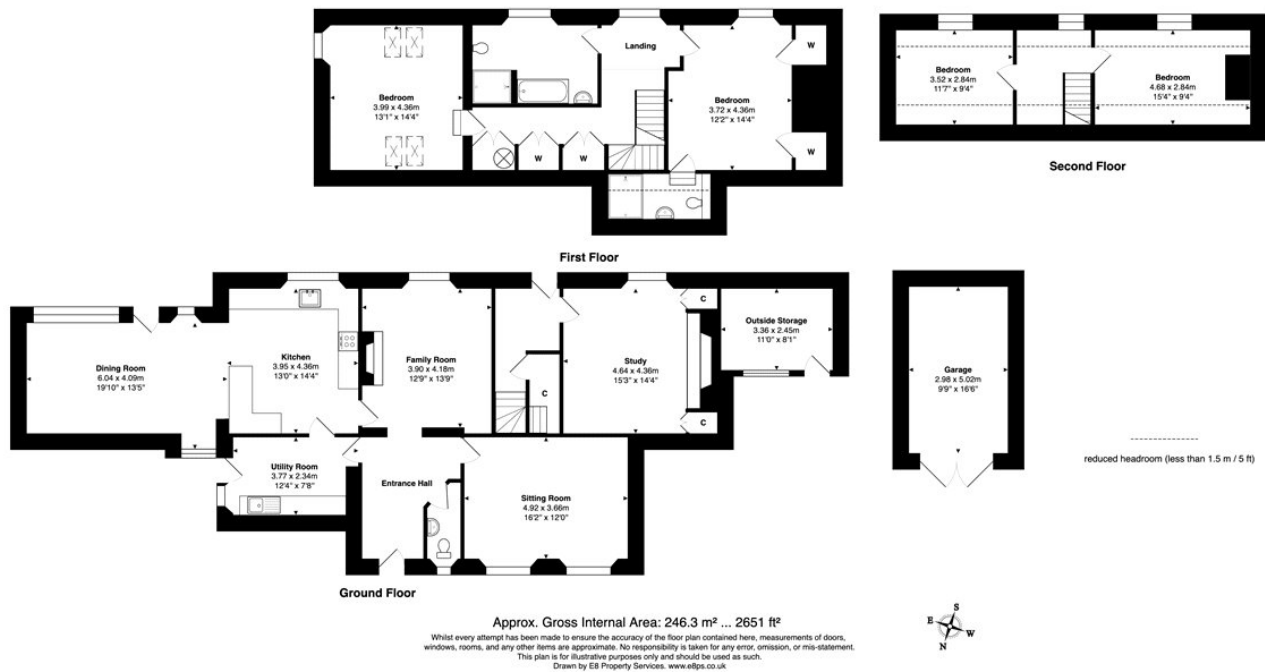 Bedroom
3.99 x 4.36m
13'1" x 14'4"
Landing
Bedroom
3.72 x 4.36m
12'2" x 14'4"
W
W
W
W
First Floor
Bedroom
3.52 x 2.84m
11'7" x 9'4"
Bedroom
4.68 x 2.84m
15'4" x 9'4"
Second Floor
Dining Room
6.04 x 4.09m
19'10" x 13'5"
Kitchen
3.95 x 4.36m
13'0" x 14'4"
Family Room
3.90 x 4.18m
12'9" x 13'9"
C
Study
4.64 x 4.36m
15'3" x 14'4"
C
C
Outside Storage
3.36 x 2.45m
11'0" x 8'1"
Utility Room
3.77 x 2.34m
12'4" x 7'8"
Entrance Hall
Sitting Room
4.92 x 3.66m
16'2" x 12'0"
Ground Floor
Garage
2.98 x 5.02m
9'9" x 16'6"
reduced headroom (less than 1.5 m / 5 ft)
S
E
W
N
Approx. Gross Internal Area: 246.3 m² ... 2651 ft²
Whilst every attempt has been made to ensure the accuracy of the floor plan contained here, measurements of doors,
windows, rooms, and any other items are approximate. No responsibility is taken for any error, omission, or mis-statement.
This plan is for illustrative purposes only and should be used as such.
Drawn by E8 Property Services. www.e8ps.co.uk